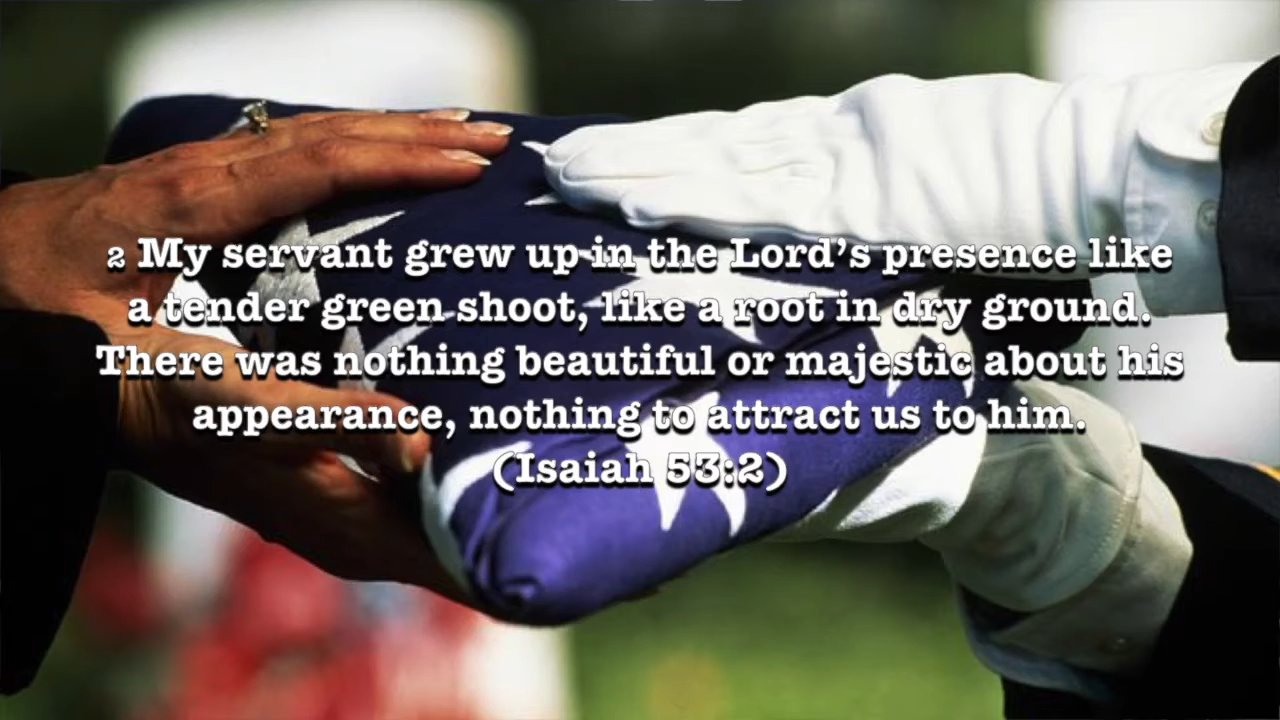 2 My servant grew up in the Lord’s presence like
a tender green shoot, like a root in dry ground.
There was nothing beautiful or majestic about his
appearance, nothing to attract us to him.
(Isaiah 53:2)